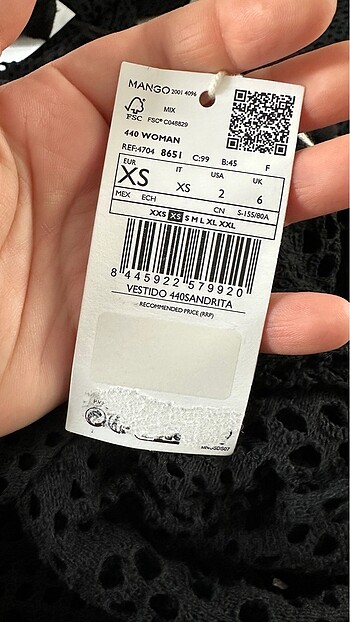 MANGO 2001 4096
FSC
MIX
FSC® C048829
440 WOMAN
REF:4704 8651 C:99 B:45 F
EUR IT USA UK
XS XS 2 6
MEX ECH CN S-155/80A
XXS XS S M L XL XXL
8 445922 579920
VESTIDO 440SANDRITA
RECOMMENDED PRICE (RRP)